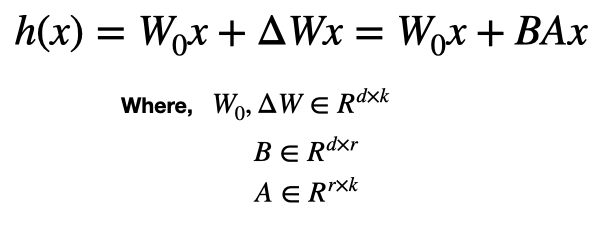 h(x) = W₀x + ΔWx = W₀x + BAx
Where, W₀, ΔW ∈ R^{d×k}
B ∈ R^{d×r}
A ∈ R^{r×k}